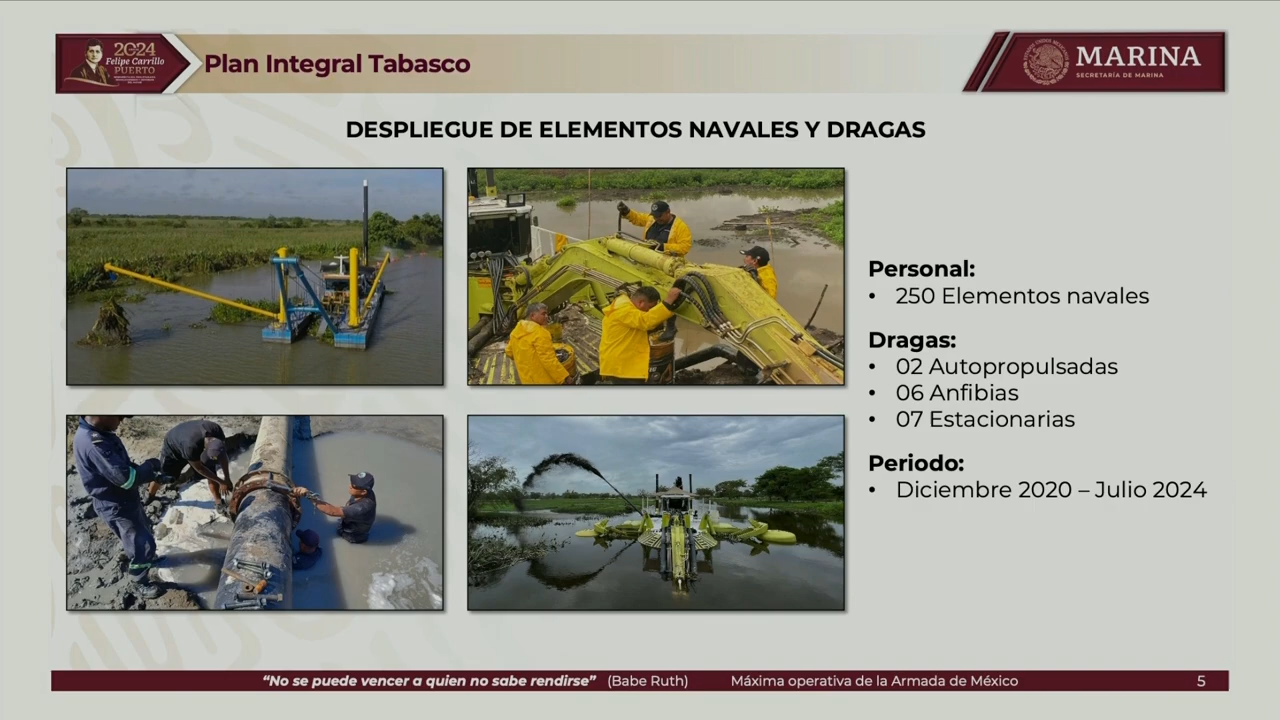 2024
Felipe Carrillo
PUERTO
Plan Integral Tabasco
MARINA
SECRETARÍA DE MARINA
DESPLIEGUE DE ELEMENTOS NAVALES Y DRAGAS
Personal:
• 250 Elementos navales
Dragas:
• 02 Autopropulsadas
• 06 Anfibias
• 07 Estacionarias
Periodo:
• Diciembre 2020 – Julio 2024
“No se puede vencer a quien no sabe rendirse” (Babe Ruth) Máxima operativa de la Armada de México 5